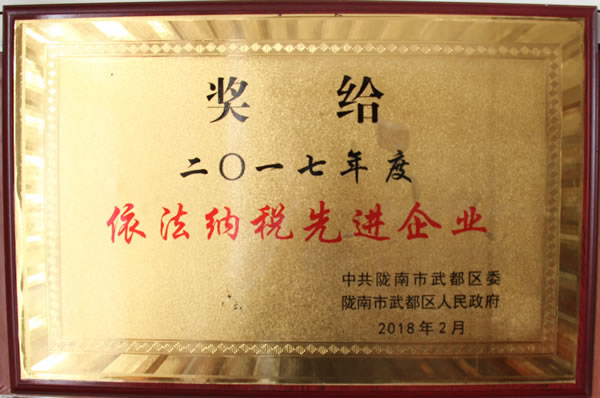 奖给
二〇一七年度
依法纳税先进企业
中共陇南市武都区委
陇南市武都区人民政府
2018年2月